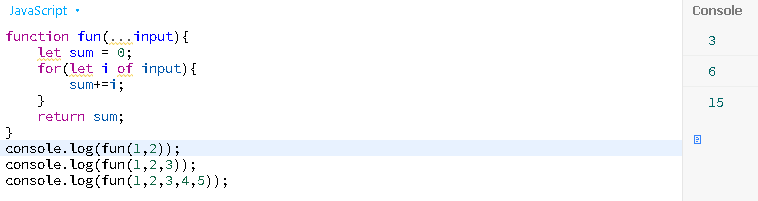 JavaScript
function fun(...input){
let sum = 0;
for(let i of input){
sum+=i;
}
return sum;
}
console.log(fun(1,2));
console.log(fun(1,2,3));
console.log(fun(1,2,3,4,5));
Console
3
6
15